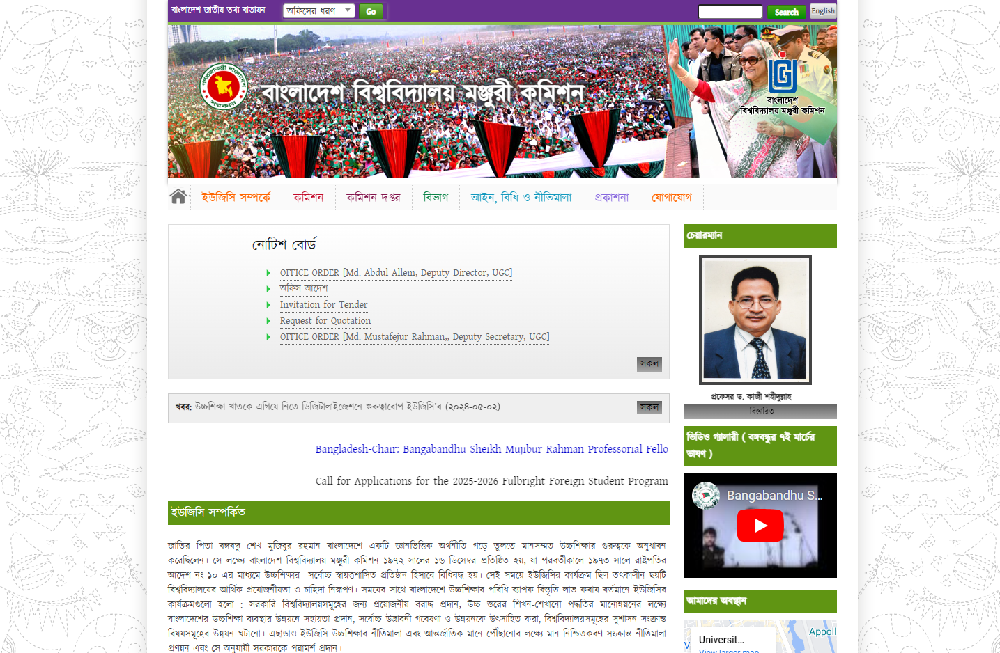 বাংলাদেশ জাতীয় তথ্য বাতায়ন
অফিসের ধরণ
Go
Search
English
বাংলাদেশ বিশ্ববিদ্যালয় মঞ্জুরী কমিশন
বাংলাদেশ
বিশ্ববিদ্যালয় মঞ্জুরী কমিশন
ইউজিসি সম্পর্কে
কমিশন
কমিশন দপ্তর
বিভাগ
আইন, বিধি ও নীতিমালা
প্রকাশনা
যোগাযোগ
নোটিশ বোর্ড
OFFICE ORDER [Md. Abdul Allem, Deputy Director, UGC]
অফিস আদেশ
Invitation for Tender
Request for Quotation
OFFICE ORDER [Md. Mustafejur Rahman,, Deputy Secretary, UGC]
সকল
খবর: উচ্চশিক্ষা খাতকে এগিয়ে নিতে ডিজিটালাইজেশনে গুরুত্বারোপ ইউজিসি'র (২০২৪-০৫-০২)
সকল
Bangladesh-Chair: Bangabandhu Sheikh Mujibur Rahman Professorial Fello
Call for Applications for the 2025-2026 Fulbright Foreign Student Program
ইউজিসি সম্পর্কিত
জাতির পিতা বঙ্গবন্ধু শেখ মুজিবুর রহমান বাংলাদেশে একটি জ্ঞানভিত্তিক অর্থনীতি গড়ে তুলতে মানসম্মত উচ্চশিক্ষার গুরুত্বকে অনুধাবন
করেছিলেন। সে লক্ষ্যে বাংলাদেশ বিশ্ববিদ্যালয় মঞ্জুরী কমিশন ১৯৭২ সালের ১৬ ডিসেম্বর প্রতিষ্ঠিত হয়, যা পরবর্তীকালে ১৯৭৩ সালে রাষ্ট্রপতির
আদেশ নং ১০ এর মাধ্যমে উচ্চশিক্ষার সর্বোচ্চ স্বায়ত্তশাসিত প্রতিষ্ঠান হিসাবে বিধিবদ্ধ হয়। সেই সময়ে ইউজিসির কার্যক্রম ছিল তৎকালীন ছয়টি
বিশ্ববিদ্যালয়ের আর্থিক প্রয়োজনীয়তা ও চাহিদা নিরূপণ। সময়ের সাথে বাংলাদেশে উচ্চশিক্ষার পরিধি ব্যাপক বিস্তৃতি লাভ করায় বর্তমানে ইউজিসির
কার্যক্রমগুলো হলো : সরকারি বিশ্ববিদ্যালয়সমূহের জন্য প্রয়োজনীয় বরাদ্দ প্রদান, উচ্চ স্তরের শিখন-শেখানো পদ্ধতির মানোন্নয়নের লক্ষ্যে
বাংলাদেশের উচ্চশিক্ষা ব্যবস্থার উন্নয়নে সহায়তা প্রদান, সর্বোচ্চ উদ্ভাবনী গবেষণা ও উন্নয়নকে উৎসাহিত করা, বিশ্ববিদ্যালয়সমূহের সুশাসন সংক্রান্ত
বিষয়সমূহের উন্নয়ন ঘটানো। এছাড়াও ইউজিসি উচ্চশিক্ষার নীতিমালা এবং আন্তর্জাতিক মানে পৌঁছানোর লক্ষ্যে মান নিশ্চিতকরণ সংক্রান্ত নীতিমালা
প্রণয়ন এবং সে অনুযায়ী সরকারকে পরামর্শ প্রদান।
চেয়ারম্যান
প্রফেসর ড. কাজী শহীদুল্লাহ
বিস্তারিত
ভিডিও গ্যালারী ( বঙ্গবন্ধুর ৭ই মার্চের
ভাষণ )
Bangabandhu S...
আমাদের অবস্থান
Universit...
View larger map
Appoll